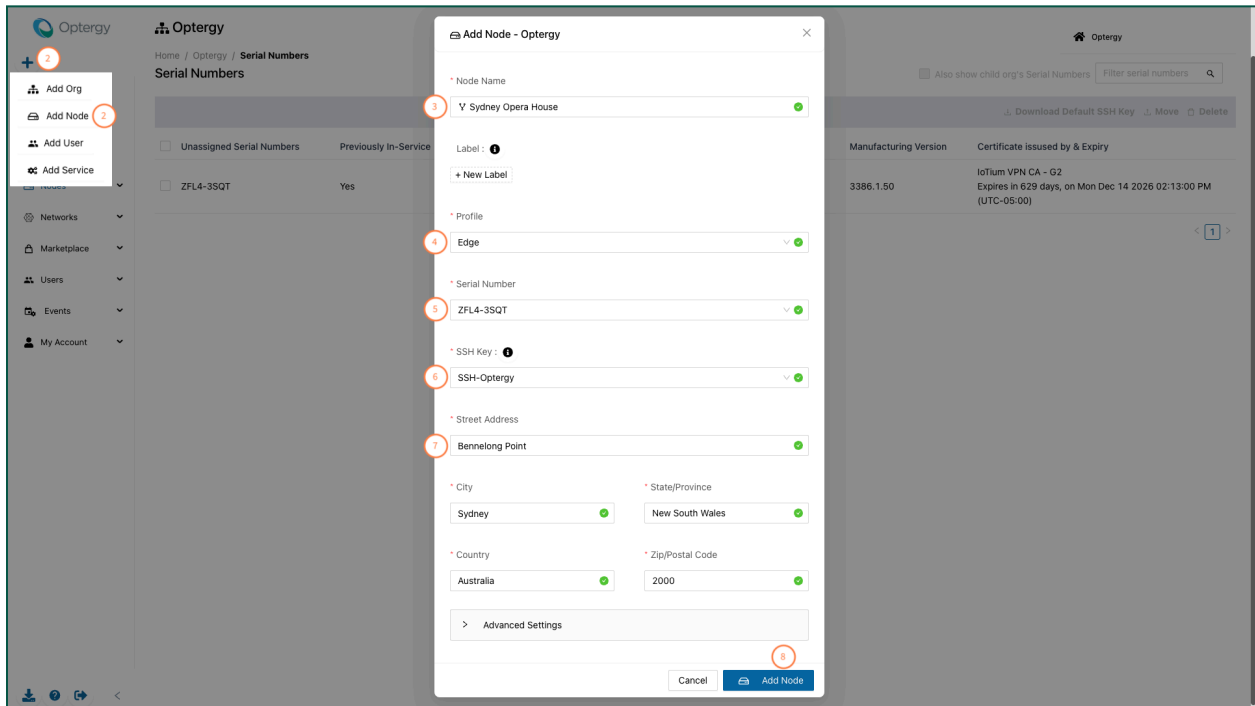 Optergy
2
Add Org
Add Node 2
Add User
Add Service
Nodes
Networks
Marketplace
Users
Events
My Account
Optergy
Home / Optergy / Serial Numbers
Serial Numbers
Optergy
Also show child org's Serial Numbers
Filter serial numbers
Download Default SSH Key Move Delete
Unassigned Serial Numbers Previously In-Service Manufacturing Version Certificate issused by & Expiry
ZFL4-3SQT Yes 3386.1.50 IoTium VPN CA - G2
Expires in 629 days, on Mon Dec 14 2026 02:13:00 PM
(UTC-05:00)
< 1 >
Add Node - Optergy
* Node Name
3 Sydney Opera House
Label :
+ New Label
* Profile
4 Edge
* Serial Number
5 ZFL4-3SQT
* SSH Key :
6 SSH-Optergy
* Street Address
7 Bennelong Point
* City * State/Province
Sydney New South Wales
* Country * Zip/Postal Code
Australia 2000
> Advanced Settings
8
Cancel Add Node